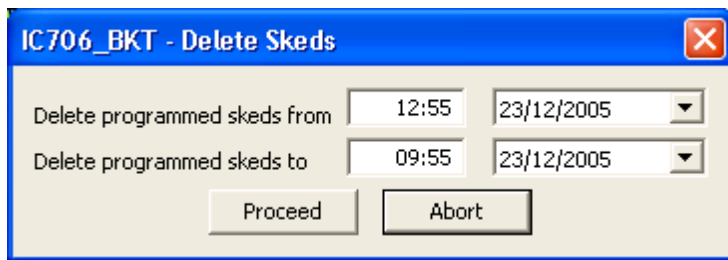 IC706_BKT - Delete Skeds
Delete programmed skeds from 12:55 23/12/2005
Delete programmed skeds to 09:55 23/12/2005
Proceed Abort